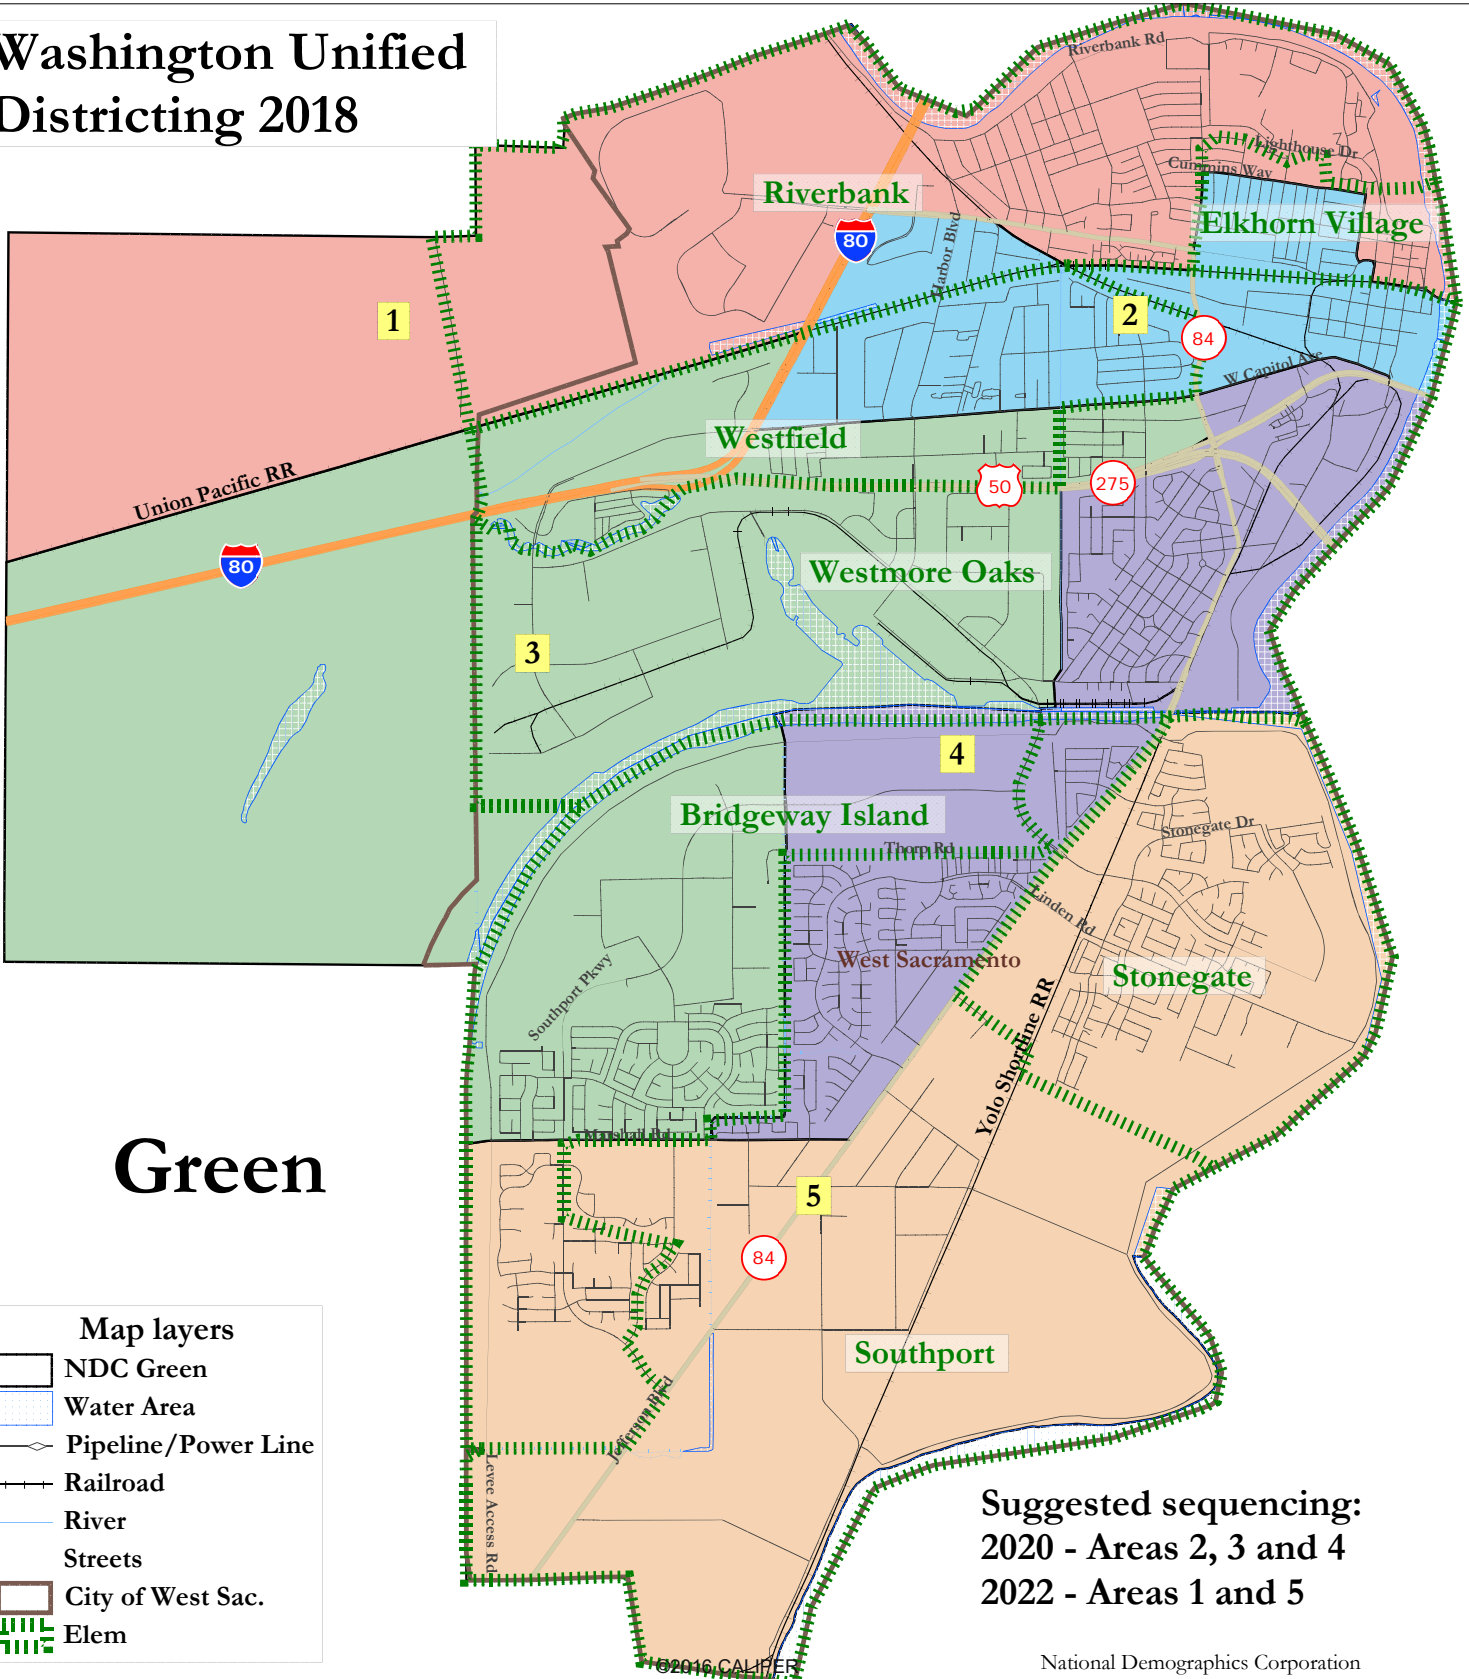 Washington Unified
Districting 2018
Riverbank Rd
Lighthouse Dr
Cummins Way
Riverbank
Elkhorn Village
80
Harbor Blvd
1
2
84
W Capitol Ave
Westfield
Union Pacific RR
50
275
80
Westmore Oaks
3
4
Bridgeway Island
Stonegate Dr
Thorp Rd
Linden Rd
West Sacramento
Stonegate
Southport Pkwy
Yolo Shortline RR
Marshall Rd
Green
5
84
Southport
Jefferson Blvd
Levee Access Rd
Map layers
NDC Green
Water Area
Pipeline/Power Line
Railroad
River
Streets
City of West Sac.
Elem
Suggested sequencing:
2020 - Areas 2, 3 and 4
2022 - Areas 1 and 5
©2016 CALIPER
National Demographics Corporation